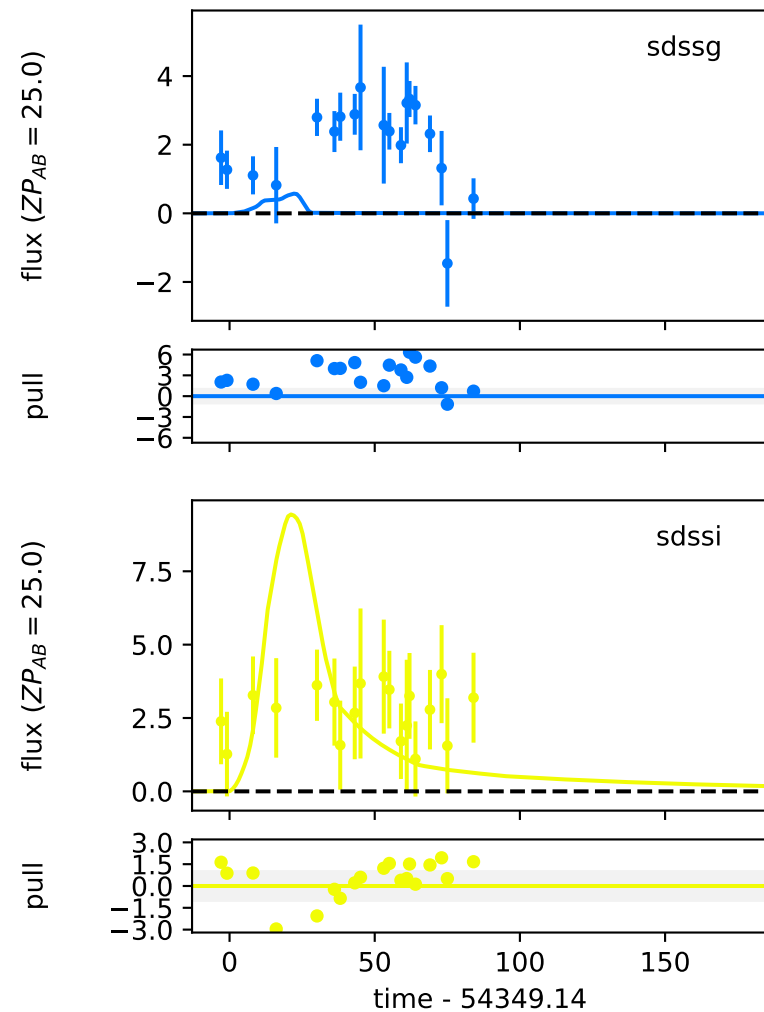 sdssg
flux (ZP_AB = 25.0)
4
2
0
−2
pull
6
3
0
−3
−6
sdssi
flux (ZP_AB = 25.0)
7.5
5.0
2.5
0.0
pull
3.0
1.5
0.0
−1.5
−3.0
0 50 100 150
time - 54349.14